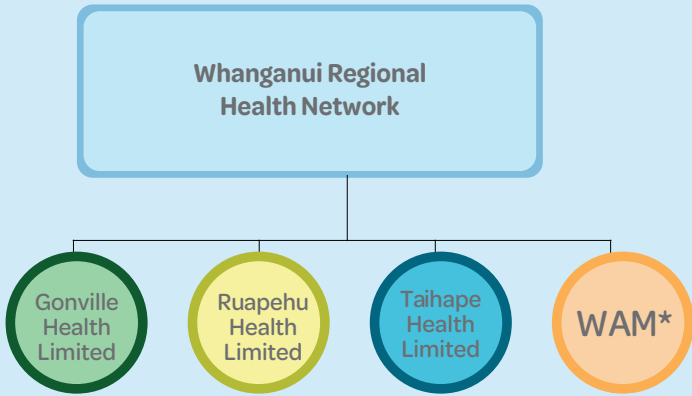 Whanganui Regional
Health Network
Gonville
Health
Limited
Ruapehu
Health
Limited
Taihape
Health
Limited
WAM*